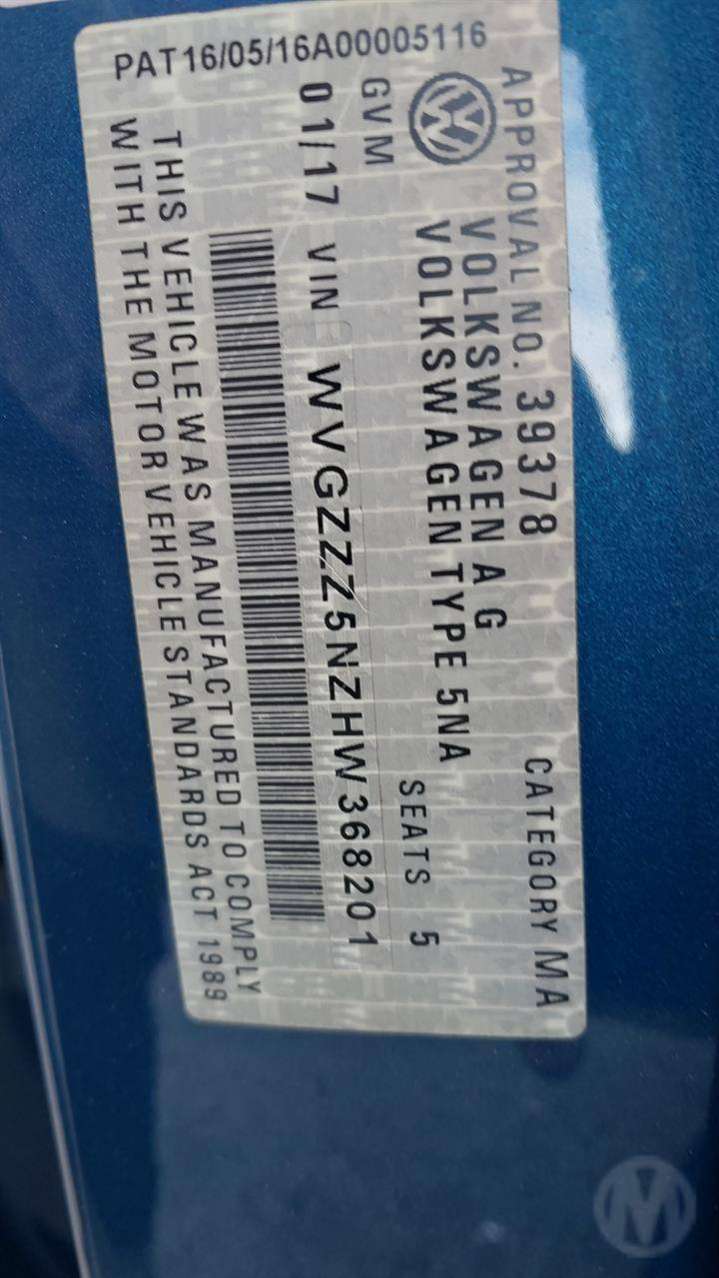 PAT16/05/16A00005116
APPROVAL NO. 39378 CATEGORY MA
VOLKSWAGEN AG
VOLKSWAGEN TYPE 5NA
GVM SEATS 5
01/17 VIN WVGZZZ5NZHW368201
THIS VEHICLE WAS MANUFACTURED TO COMPLY
WITH THE MOTOR VEHICLE STANDARDS ACT 1989